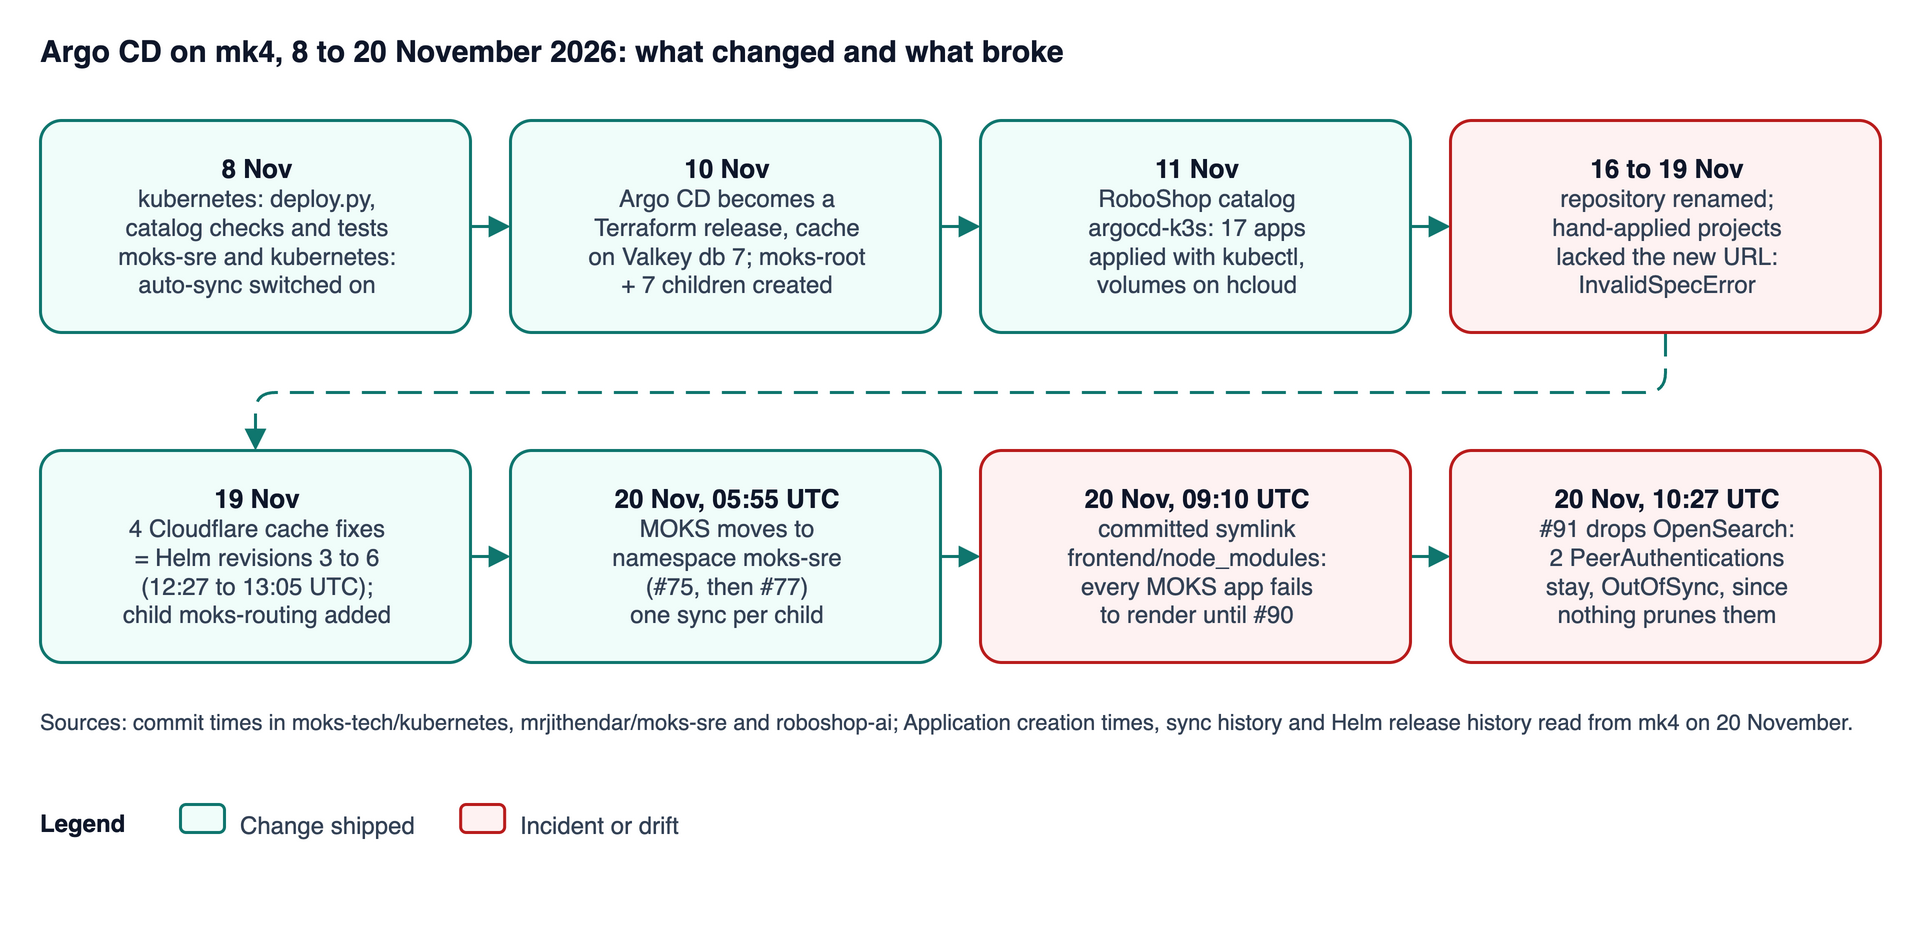 Argo CD on mk4, 8 to 20 November 2026: what changed and what broke
8 Nov
kubernetes: deploy.py,
catalog checks and tests
moks-sre and kubernetes:
auto-sync switched on
10 Nov
Argo CD becomes a
Terraform release, cache
on Valkey db 7; moks-root
+ 7 children created
11 Nov
RoboShop catalog
argocd-k3s: 17 apps
applied with kubectl,
volumes on hcloud
16 to 19 Nov
repository renamed;
hand-applied projects
lacked the new URL:
InvalidSpecError
19 Nov
4 Cloudflare cache fixes
= Helm revisions 3 to 6
(12:27 to 13:05 UTC);
child moks-routing added
20 Nov, 05:55 UTC
MOKS moves to
namespace moks-sre
(#75, then #77)
one sync per child
20 Nov, 09:10 UTC
committed symlink
frontend/node_modules:
every MOKS app fails
to render until #90
20 Nov, 10:27 UTC
#91 drops OpenSearch:
2 PeerAuthentications
stay, OutOfSync, since
nothing prunes them
Sources: commit times in moks-tech/kubernetes, mrjithendar/moks-sre and roboshop-ai; Application creation times, sync history and Helm release history read from mk4 on 20 November.
Legend
Change shipped
Incident or drift